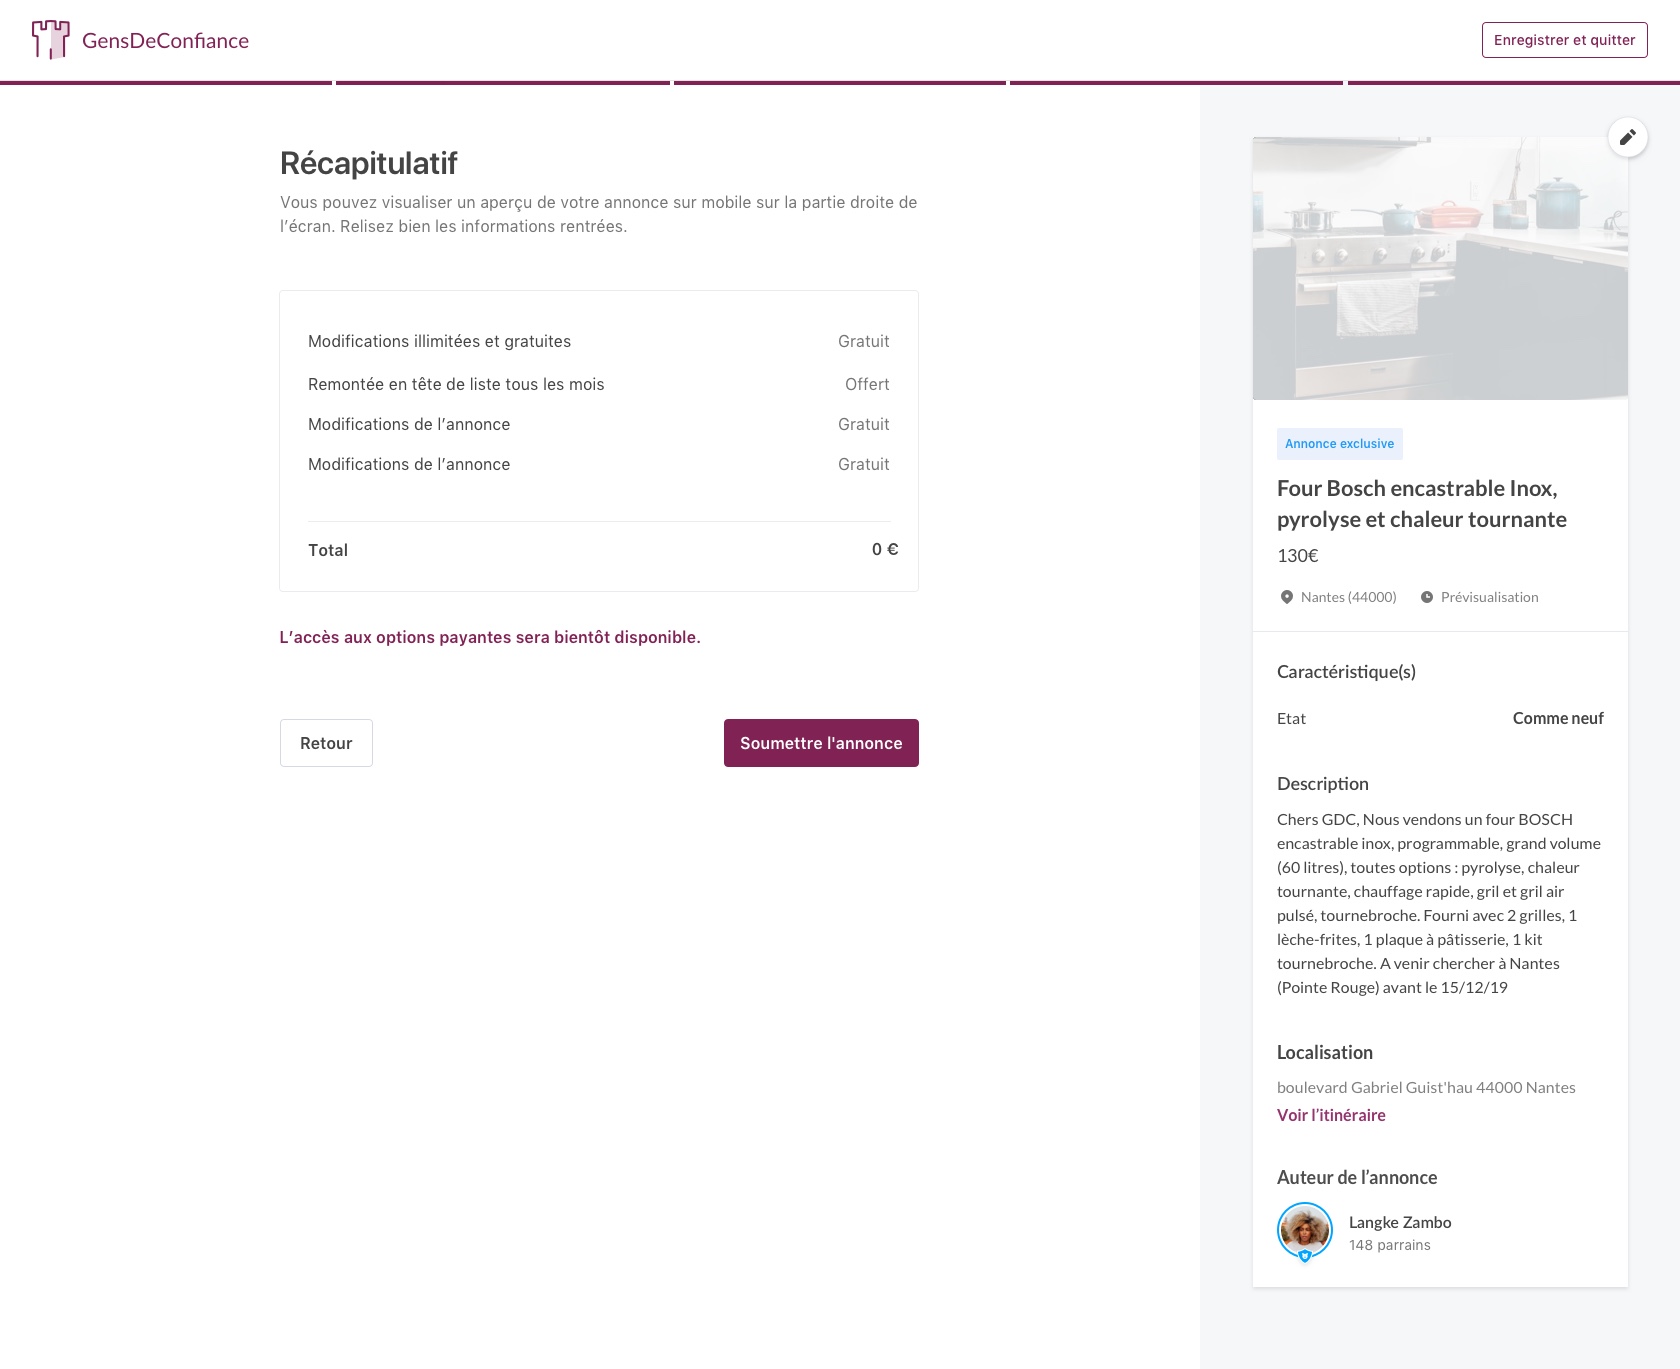 GensDeConfiance
Enregistrer et quitter
Récapitulatif
Vous pouvez visualiser un aperçu de votre annonce sur mobile sur la partie droite de
l’écran. Relisez bien les informations rentrées.
Modifications illimitées et gratuites Gratuit
Remontée en tête de liste tous les mois Offert
Modifications de l’annonce Gratuit
Modifications de l’annonce Gratuit
Total 0 €
L’accès aux options payantes sera bientôt disponible.
Retour
Soumettre l'annonce
Annonce exclusive
Four Bosch encastrable Inox,
pyrolyse et chaleur tournante
130€
Nantes (44000) Prévisualisation
Caractéristique(s)
Etat Comme neuf
Description
Chers GDC, Nous vendons un four BOSCH
encastrable inox, programmable, grand volume
(60 litres), toutes options : pyrolyse, chaleur
tournante, chauffage rapide, gril et gril air
pulsé, tournebroche. Fourni avec 2 grilles, 1
lèche-frites, 1 plaque à pâtisserie, 1 kit
tournebroche. A venir chercher à Nantes
(Pointe Rouge) avant le 15/12/19
Localisation
boulevard Gabriel Guist'hau 44000 Nantes
Voir l’itinéraire
Auteur de l’annonce
Langke Zambo
148 parrains